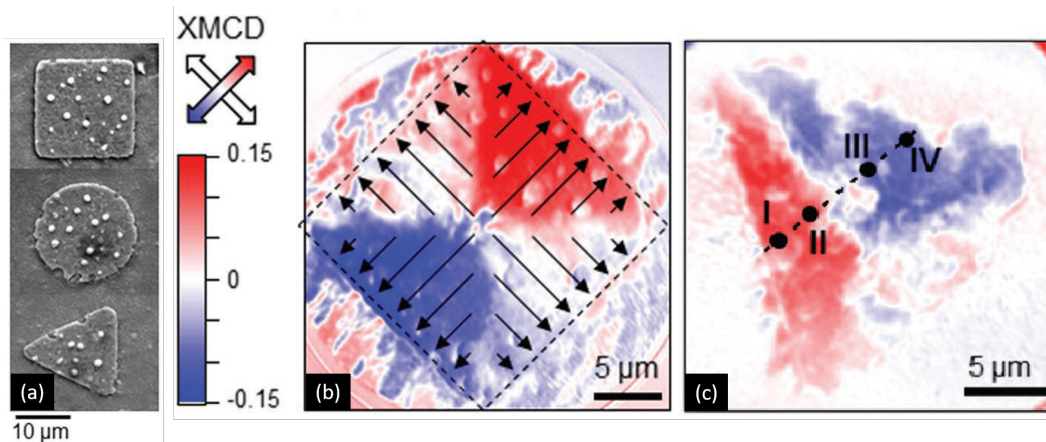 XMCD
0.15
0
-0.15
(a)
10 μm
(b)
5 μm
I
II
III
IV
(c)
5 μm